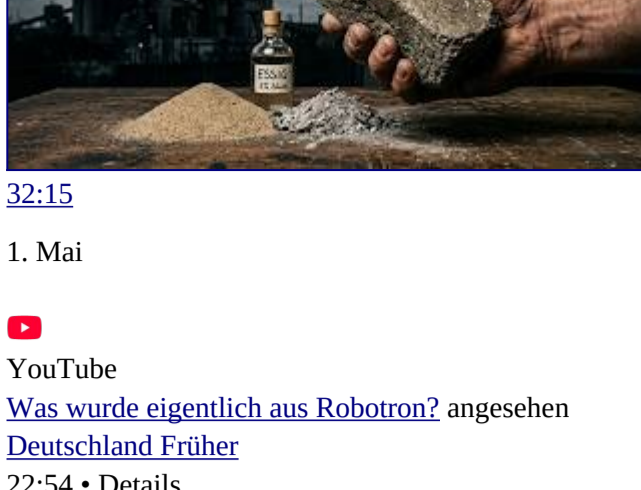 ESSIG
32:15
1. Mai
YouTube
Was wurde eigentlich aus Robotron? angesehen
Deutschland Früher
22:54 • Details